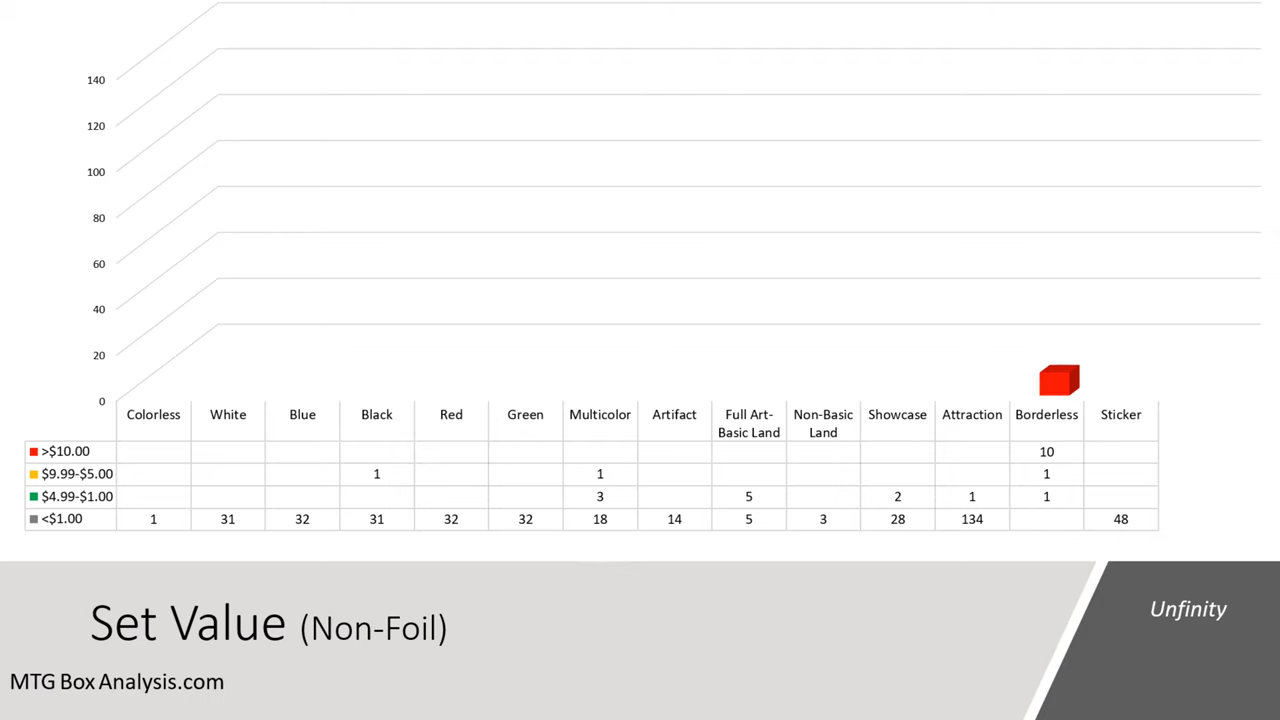 140
120
100
80
60
40
20
0
Colorless White Blue Black Red Green Multicolor Artifact Full Art- Non-Basic Showcase Attraction Borderless Sticker
Basic Land Land
>$10.00 10
$9.99-$5.00 1 1 1
$4.99-$1.00 3 5 2 1 1
<$1.00 1 31 32 31 32 32 18 14 5 3 28 134 48
Set Value (Non-Foil)
Unfinity
MTG Box Analysis.com